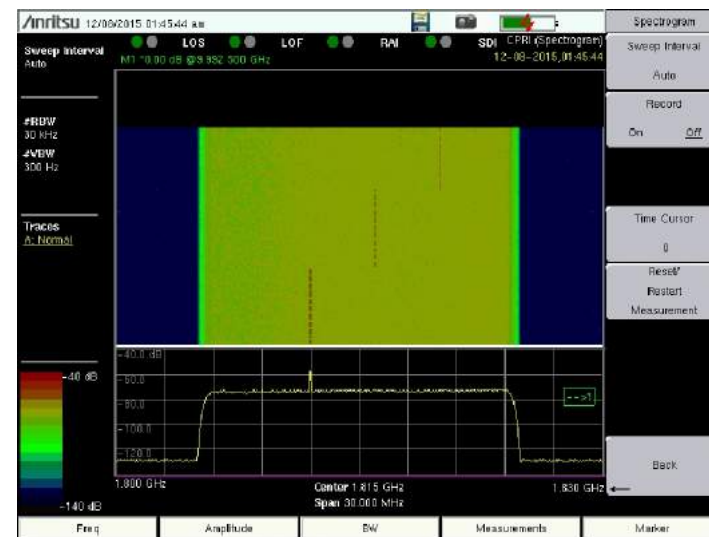 Anritsu 12/08/2015 01:45:44 am
Spectrogram
Sweep Interval
Auto
LOS
LOF
RAI
SDI
CPRI (Spectrogram)
12-08-2015,01:45:44
Sweep Interval
Auto
Record
On Off
#RBW
30 kHz
#VBW
300 Hz
Traces
A: Normal
Time Cursor
0
Reset/
Restart
Measurement
-40.0 dB
-60.0
-80.0
-100.0
-120.0
-40 dB
-140 dB
-->1
1.800 GHz
Center 1.815 GHz
1.830 GHz
Span 30.000 MHz
Back
Freq
Amplitude
BW
Measurements
Marker